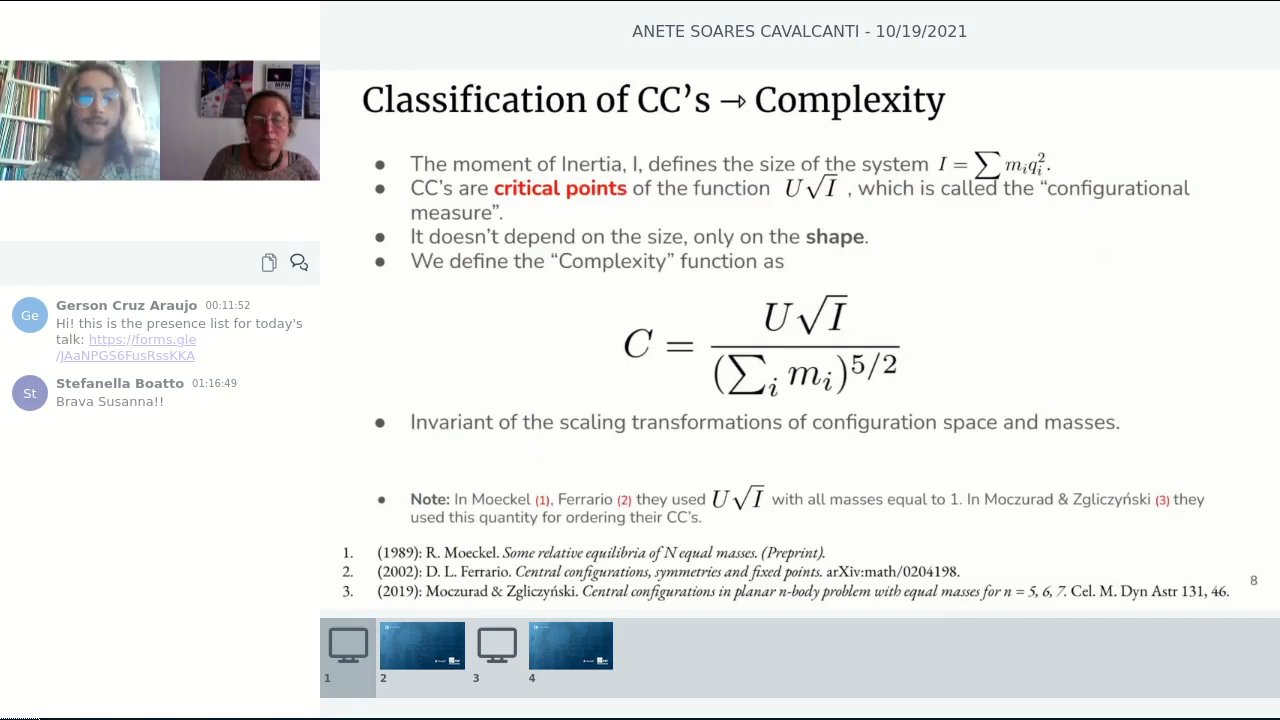 ANETE SOARES CAVALCANTI - 10/19/2021
Classification of CC's → Complexity
● The moment of Inertia, I, defines the size of the system I = ∑ mᵢqᵢ².
● CC's are critical points of the function U√I , which is called the “configurational
measure”.
● It doesn't depend on the size, only on the shape.
● We define the “Complexity” function as
C = U√I / (∑ᵢ mᵢ)^5/2
● Invariant of the scaling transformations of configuration space and masses.
● Note: In Moeckel (1), Ferrario (2) they used U√I with all masses equal to 1. In Moczurad & Zgliczyński (3) they
used this quantity for ordering their CC's.
1. (1989): R. Moeckel. Some relative equilibria of N equal masses. (Preprint).
2. (2002): D. L. Ferrario. Central configurations, symmetries and fixed points. arXiv:math/0204198.
3. (2019): Moczurad & Zgliczyński. Central configurations in planar n-body problem with equal masses for n = 5, 6, 7. Cel. M. Dyn Astr 131, 46.
8
MPM
Ge
Gerson Cruz Araujo 00:11:52
Hi! this is the presence list for today's
talk: https://forms.gle
/JAaNPGS6FusRssKKA
St
Stefanella Boatto 01:16:49
Brava Susanna!!
1
2
3
4